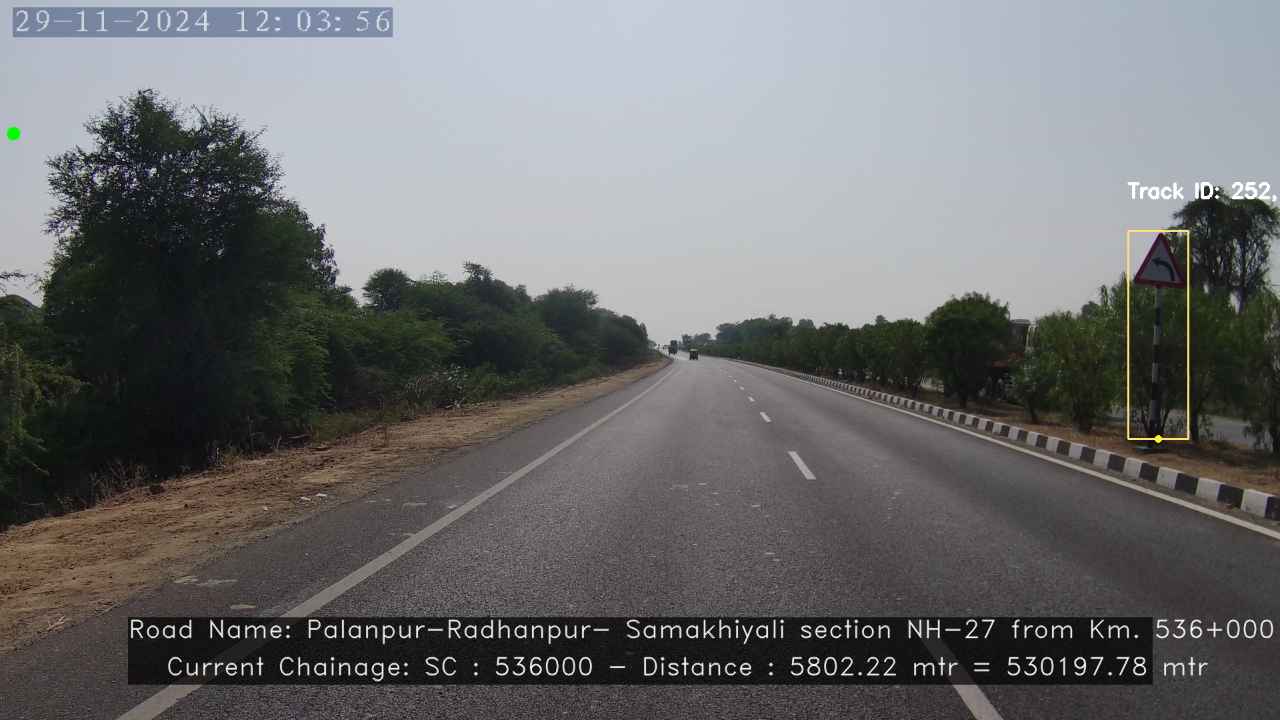 29-11-2024 12:03:56
Track ID: 252,
Road Name: Palanpur-Radhanpur- Samakhiyali section NH-27 from Km. 536+000
Current Chainage: SC : 536000 - Distance : 5802.22 mtr = 530197.78 mtr